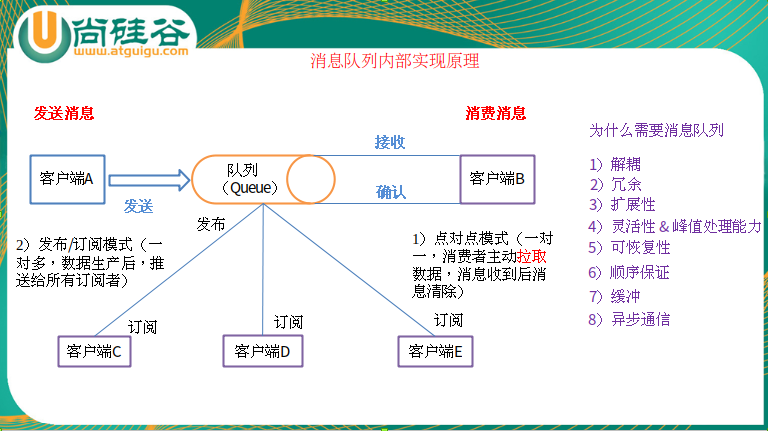 尚硅谷
www.atguigu.com
消息队列内部实现原理
发送消息
消费消息
为什么需要消息队列
接收
客户端A
队列
（Queue）
客户端B
发送
确认
发布
1）解耦
2）冗余
3）扩展性
4）灵活性 & 峰值处理能力
5）可恢复性
6）顺序保证
7）缓冲
8）异步通信
2）发布/订阅模式（一
对多，数据生产后，推
送给所有订阅者）
1）点对点模式（一对
一，消费者主动拉取
数据，消息收到后消
息清除）
订阅
订阅
订阅
客户端C
客户端D
客户端E